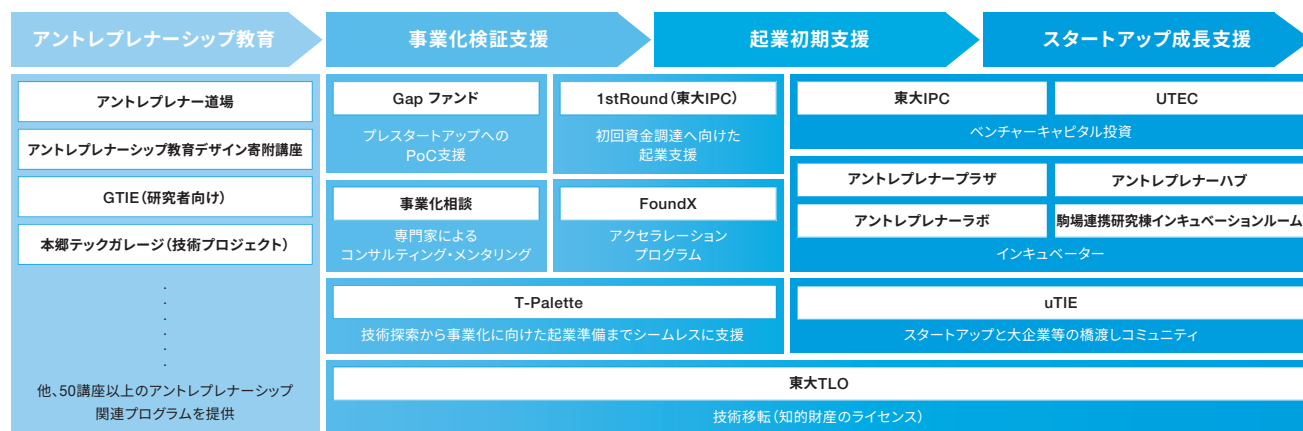 アントレプレナーシップ教育
事業化検証支援
起業初期支援
スタートアップ成長支援
アントレプレナー道場
アントレプレナーシップ教育デザイン寄附講座
GTIE(研究者向け)
本郷テックガレージ(技術プロジェクト)
他、50講座以上のアントレプレナーシップ
関連プログラムを提供
Gap ファンド
プレスタートアップへの
PoC支援
1stRound(東大IPC)
初回資金調達へ向けた
起業支援
事業化相談
専門家による
コンサルティング・メンタリング
FoundX
アクセラレーション
プログラム
T-Palette
技術探索から事業化に向けた起業準備までシームレスに支援
東大IPC
UTEC
ベンチャーキャピタル投資
アントレプレナープラザ
アントレプレナーハブ
アントレプレナーラボ
駒場連携研究棟インキュベーションルーム
インキュベーター
uTIE
スタートアップと大企業等の橋渡しコミュニティ
東大TLO
技術移転(知的財産のライセンス)